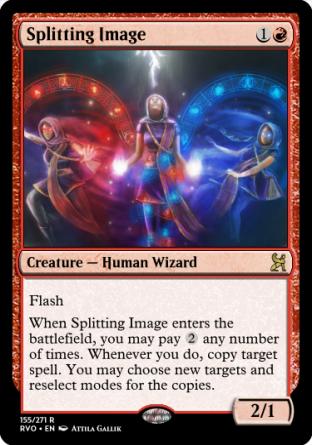 Splitting Image 1
Creature — Human Wizard
Flash
When Splitting Image enters the
battlefield, you may pay 2 any number
of times. Whenever you do, copy target
spell. You may choose new targets and
reselect modes for the copies.
2/1
155/271 R
RVO • EN Attila Gallik